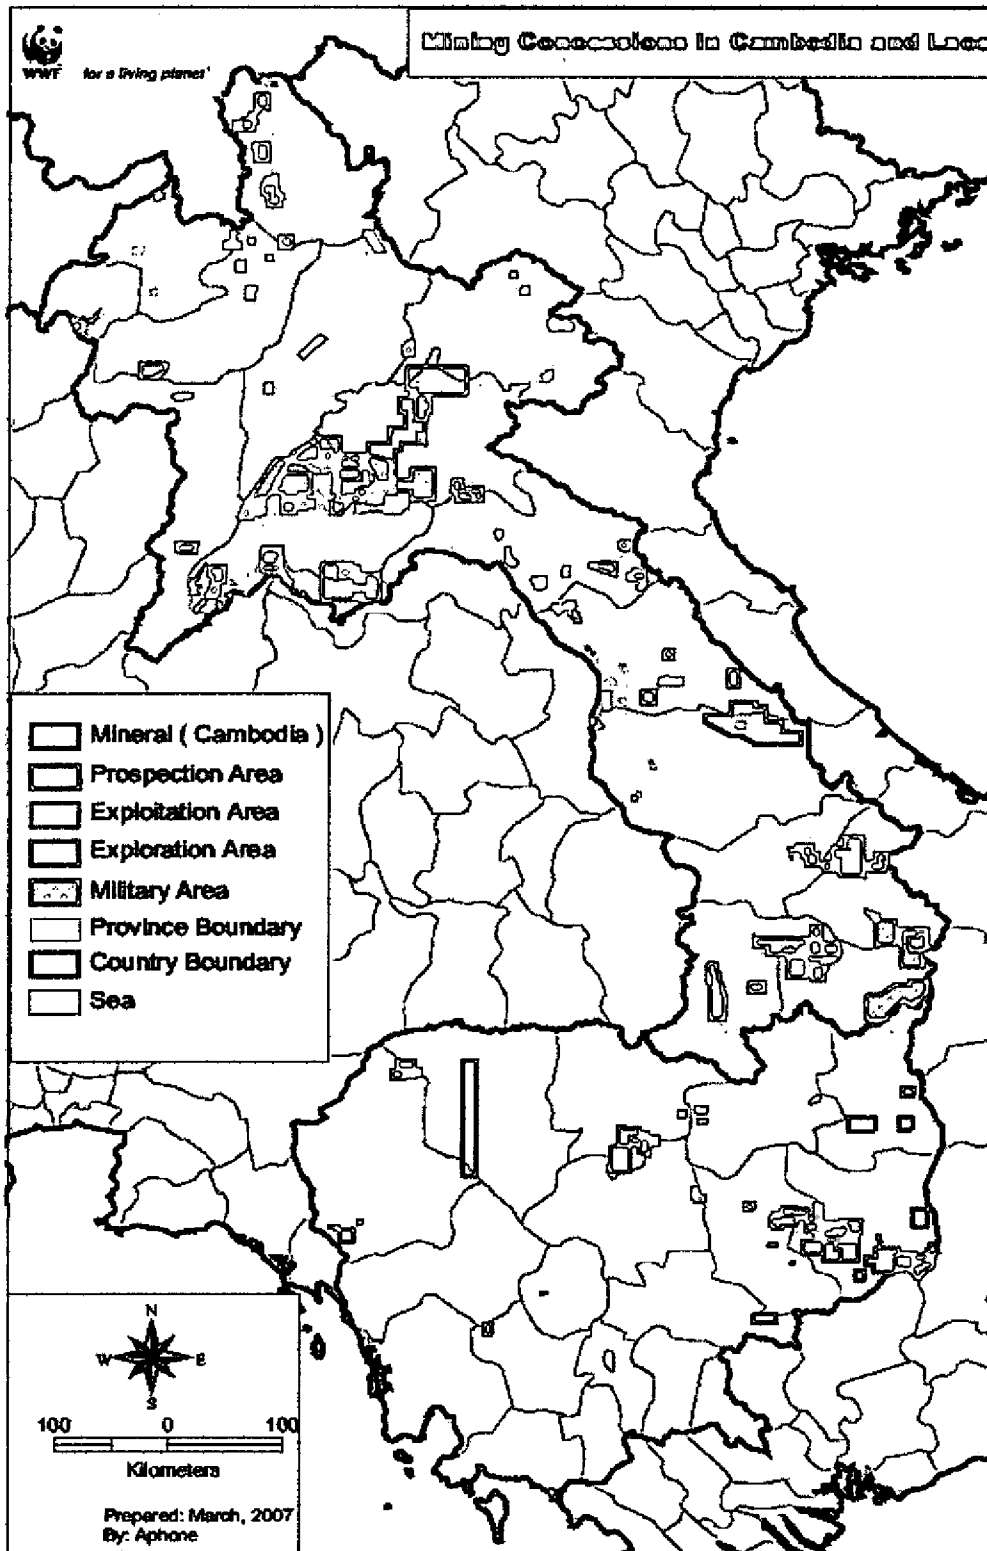 Mining Concessions in Cambodia and Laos
WWF
for a living planet®
Mineral ( Cambodia )
Prospection Area
Exploitation Area
Exploration Area
Military Area
Province Boundary
Country Boundary
Sea
N
W E
S
100 0 100
Kilometers
Prepared: March, 2007
By: Aphone